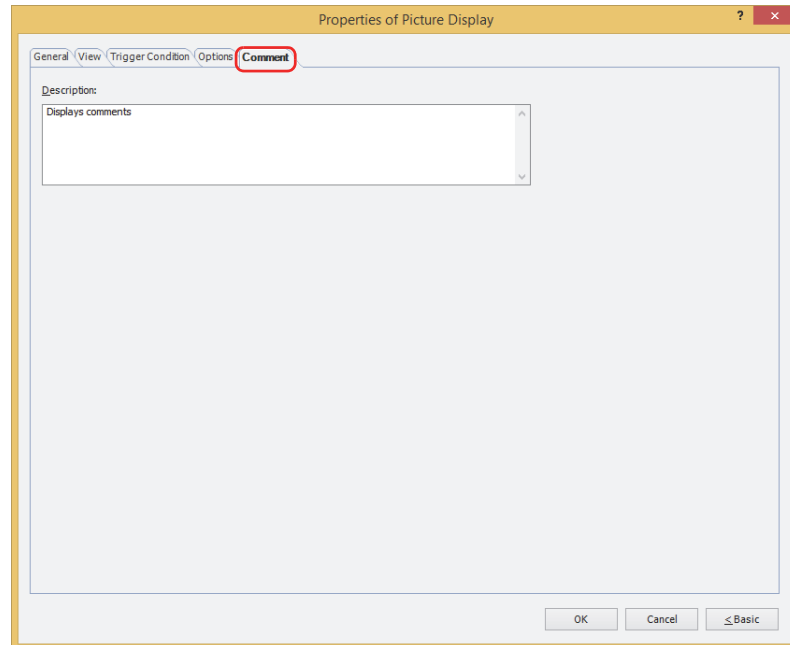 Properties of Picture Display
? ×
General View Trigger Condition Options Comment
Description:
Displays comments
OK Cancel < Basic